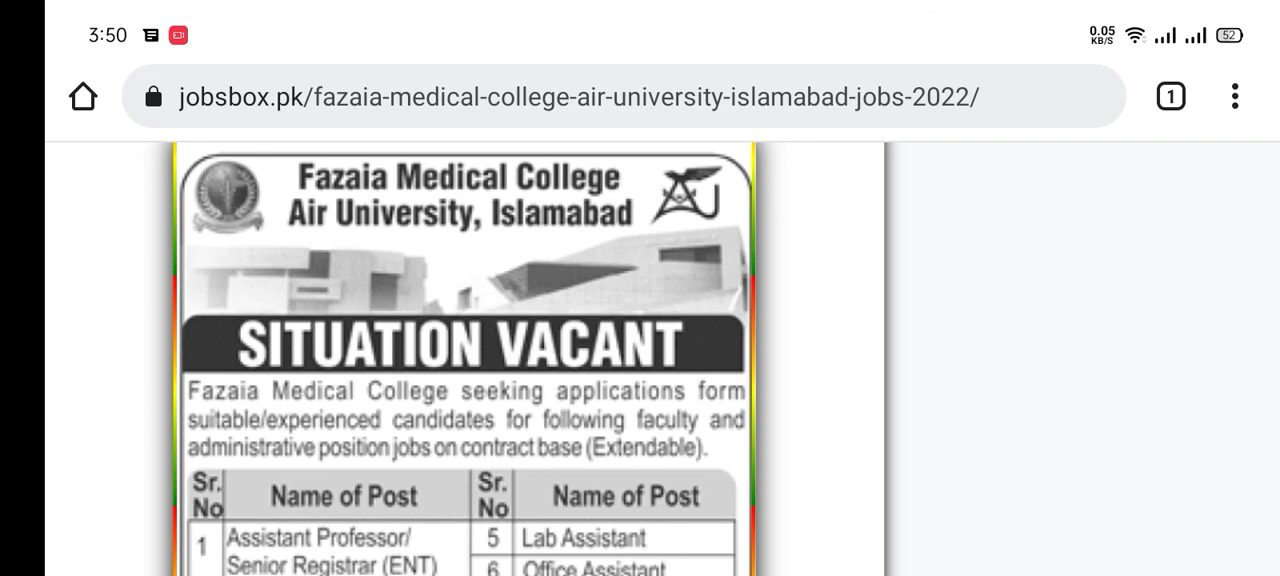 3:50
0.05
KB/S
52
jobsbox.pk/fazaia-medical-college-air-university-islamabad-jobs-2022/
1
Fazaia Medical College
Air University, Islamabad
SITUATION VACANT
Fazaia Medical College seeking applications form
suitable/experienced candidates for following faculty and
administrative position jobs on contract base (Extendable).
Sr. No Name of Post Sr. No Name of Post
1 Assistant Professor/ 5 Lab Assistant
Senior Registrar (ENT) 6 Office Assistant